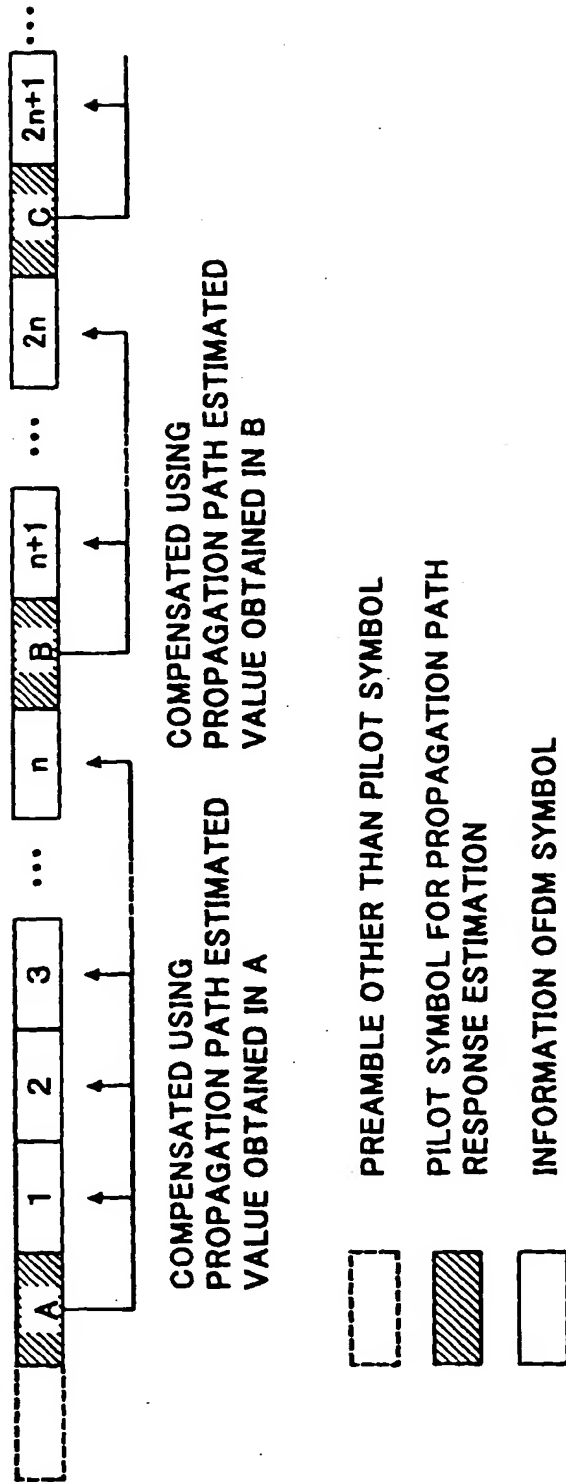 A 1 2 3 ... n B n+1 ... 2n C 2n+1 ...
COMPENSATED USING
PROPAGATION PATH ESTIMATED
VALUE OBTAINED IN A
COMPENSATED USING
PROPAGATION PATH ESTIMATED
VALUE OBTAINED IN B
PREAMBLE OTHER THAN PILOT SYMBOL
PILOT SYMBOL FOR PROPAGATION PATH
RESPONSE ESTIMATION
INFORMATION OFDM SYMBOL